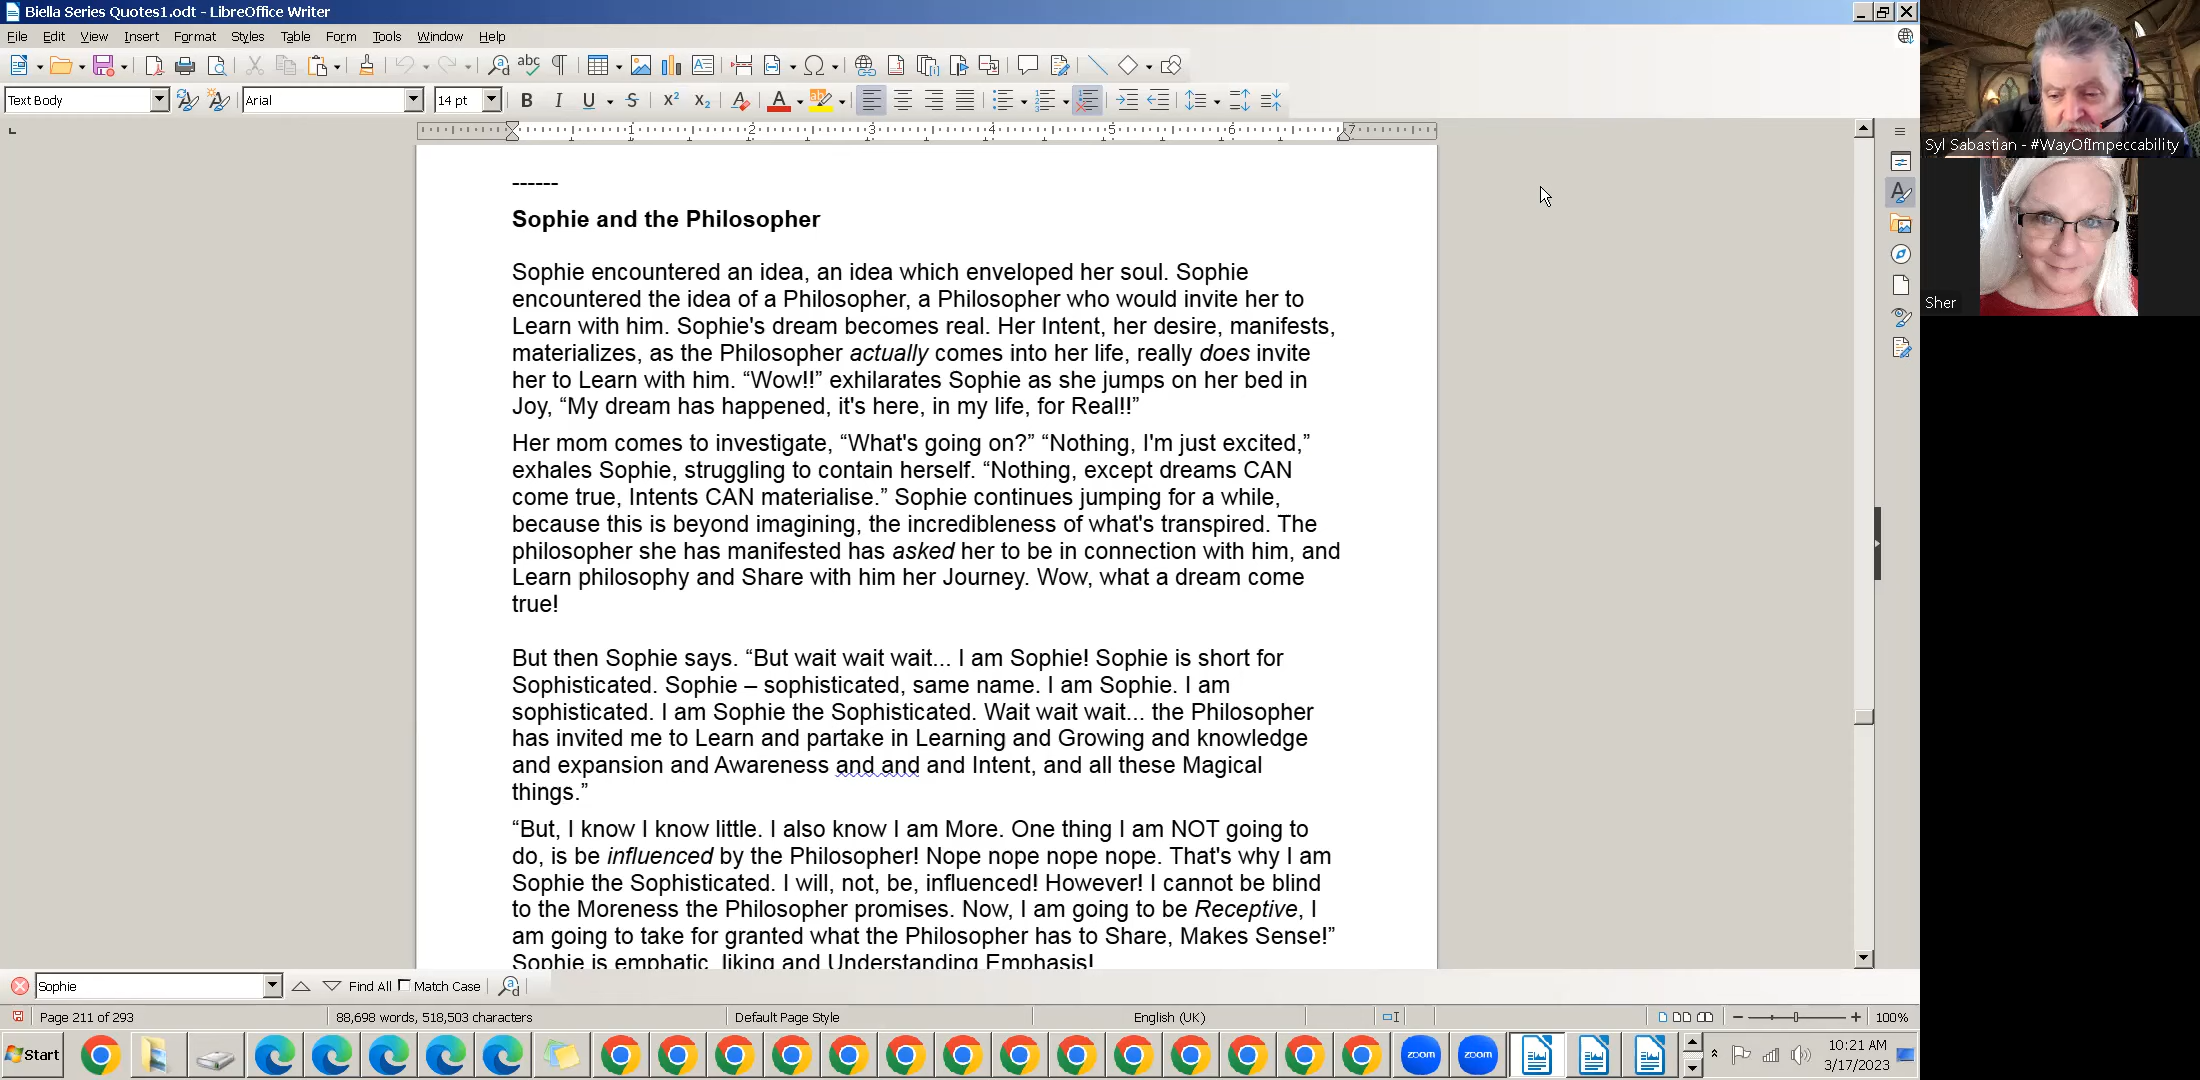 Biella Series Quotes1.odt - LibreOffice Writer
File Edit View Insert Format Styles Table Form Tools Window Help
Text Body Arial 14 pt
1 2 3 4 5 6 7
------
Sophie and the Philosopher
Sophie encountered an idea, an idea which enveloped her soul. Sophie
encountered the idea of a Philosopher, a Philosopher who would invite her to
Learn with him. Sophie's dream becomes real. Her Intent, her desire, manifests,
materializes, as the Philosopher actually comes into her life, really does invite
her to Learn with him. “Wow!!” exhilarates Sophie as she jumps on her bed in
Joy, “My dream has happened, it's here, in my life, for Real!!”
Her mom comes to investigate, “What's going on?” “Nothing, I'm just excited,”
exhales Sophie, struggling to contain herself. “Nothing, except dreams CAN
come true, Intents CAN materialise.” Sophie continues jumping for a while,
because this is beyond imagining, the incredibleness of what's transpired. The
philosopher she has manifested has asked her to be in connection with him, and
Learn philosophy and Share with him her Journey. Wow, what a dream come
true!
But then Sophie says. “But wait wait wait... I am Sophie! Sophie is short for
Sophisticated. Sophie – sophisticated, same name. I am Sophie. I am
sophisticated. I am Sophie the Sophisticated. Wait wait wait... the Philosopher
has invited me to Learn and partake in Learning and Growing and knowledge
and expansion and Awareness and and and Intent, and all these Magical
things.”
“But, I know I know little. I also know I am More. One thing I am NOT going to
do, is be influenced by the Philosopher! Nope nope nope nope. That's why I am
Sophie the Sophisticated. I will, not, be, influenced! However! I cannot be blind
to the Moreness the Philosopher promises. Now, I am going to be Receptive, I
am going to take for granted what the Philosopher has to Share, Makes Sense!”
Sophie is emphatic, liking and Understanding Emphasis!
Syl Sabastian - #WayOfImpeccability
Sher
Sophie Find All Match Case
Page 211 of 293 88,698 words, 518,503 characters Default Page Style English (UK) 100%
Start zoom zoom 10:21 AM
3/17/2023